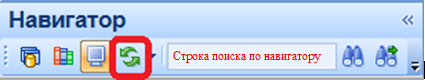 Навигатор
Строка поиска по навигатору